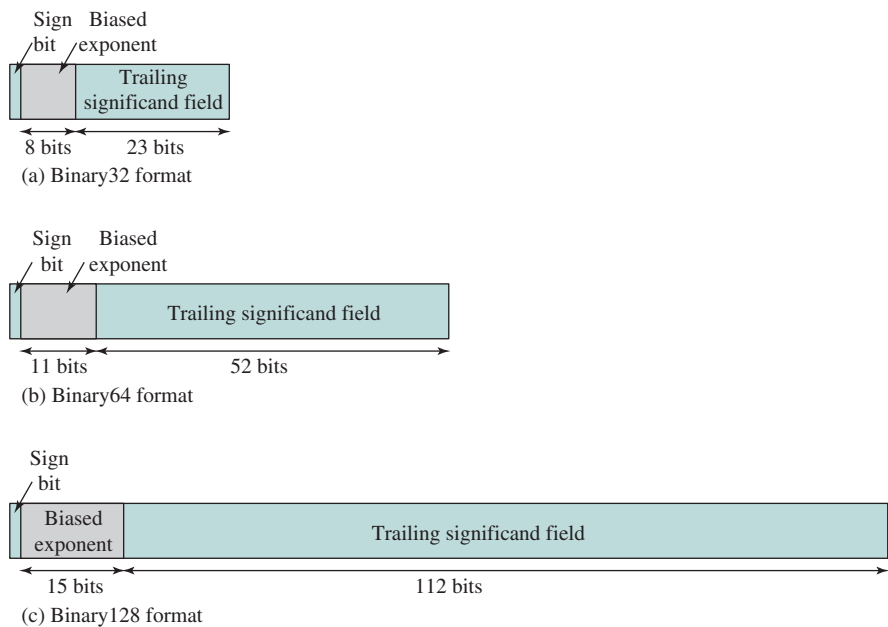 Sign
bit
Biased
exponent
Trailing
significand field
8 bits
23 bits
(a) Binary32 format
Sign
bit
Biased
exponent
Trailing significand field
11 bits
52 bits
(b) Binary64 format
Sign
bit
Biased
exponent
Trailing significand field
15 bits
112 bits
(c) Binary128 format